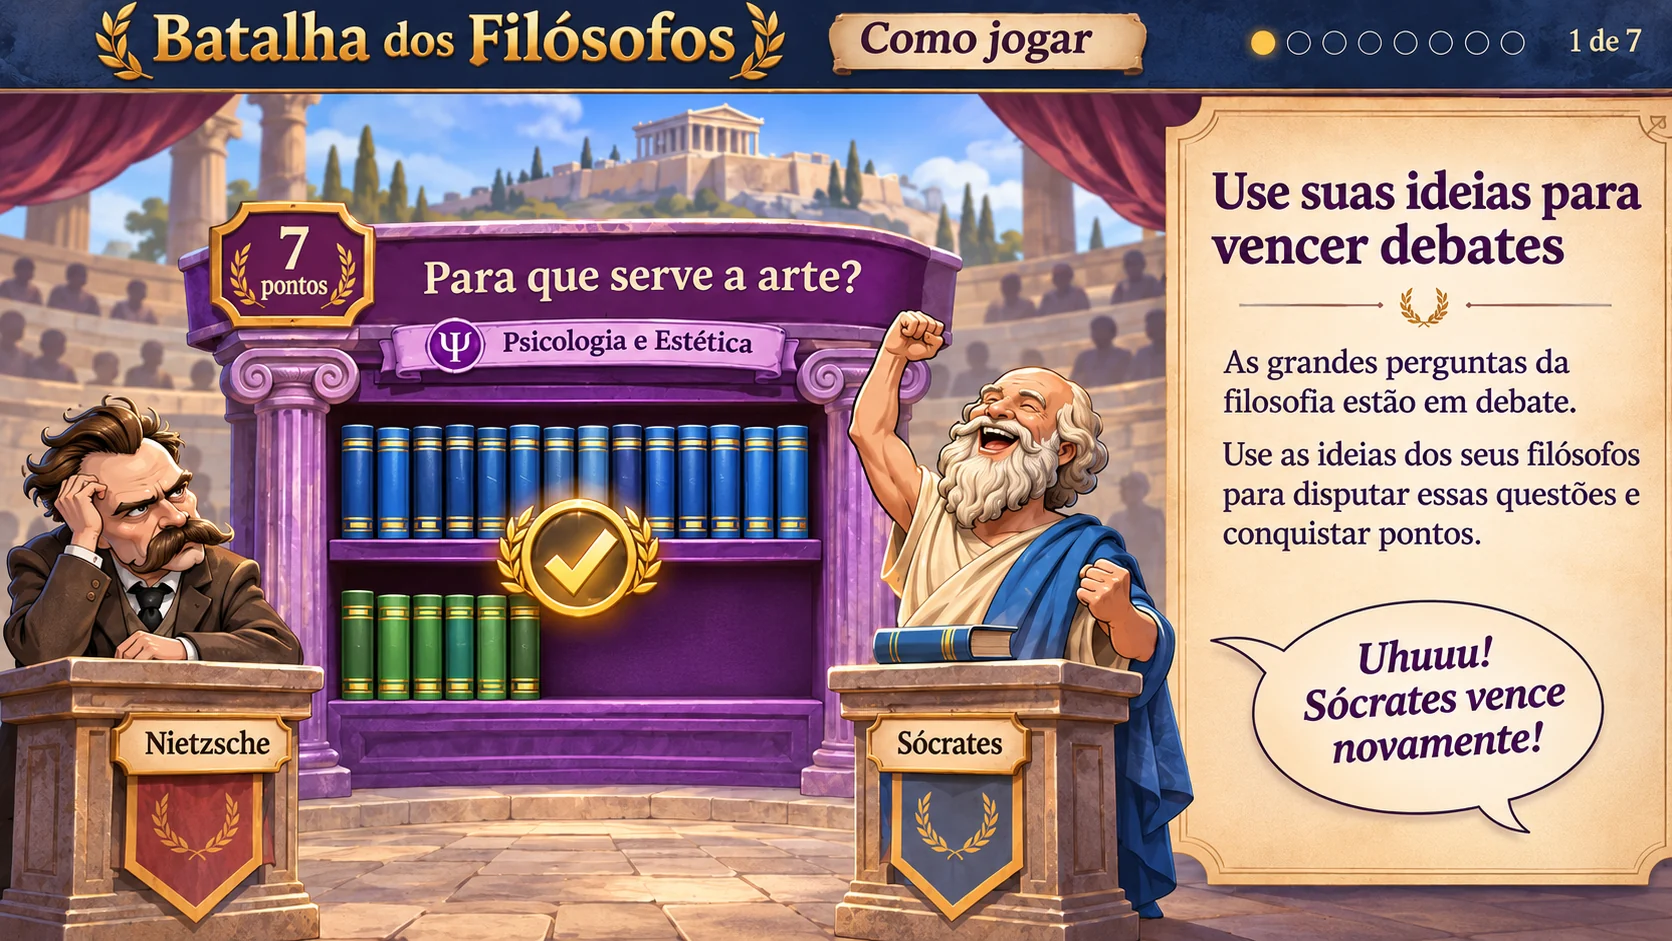 Batalha dos Filósofos
Como jogar
1 de 7
7
pontos
Para que serve a arte?
Ψ
Psicologia e Estética
Nietzsche
Sócrates
Use suas ideias para
vencer debates
As grandes perguntas da
filosofia estão em debate.
Use as ideias dos seus filósofos
para disputar essas questões e
conquistar pontos.
Uhuuu!
Sócrates vence
novamente!